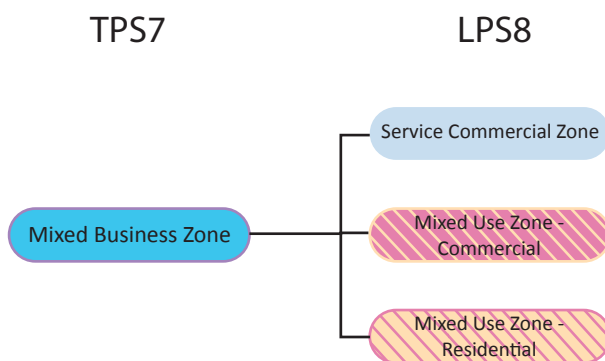 TPS7
LPS8
Service Commercial Zone
Mixed Business Zone
Mixed Use Zone -
Commercial
Mixed Use Zone -
Residential